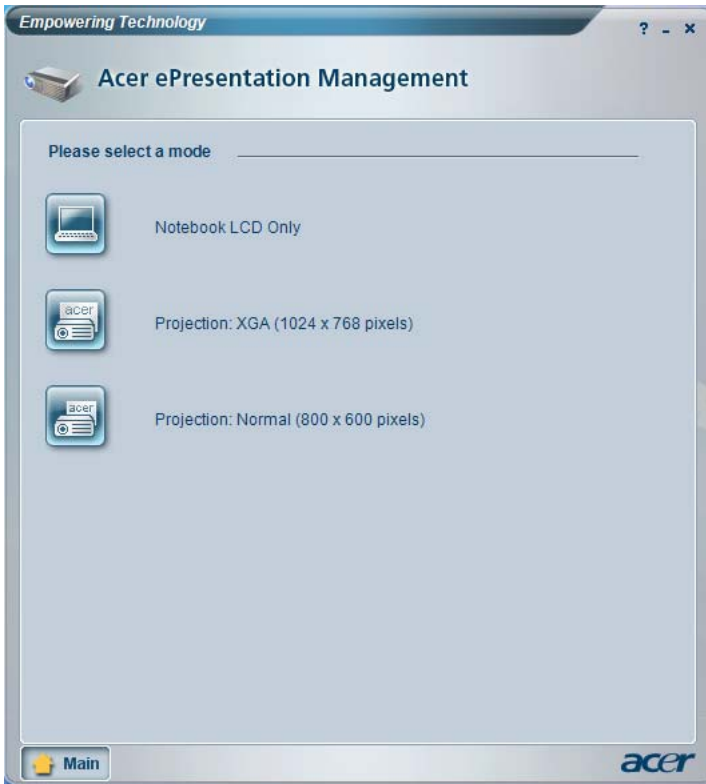 Empowering Technology
? - ×
Acer ePresentation Management
Please select a mode
Notebook LCD Only
acer
Projection: XGA (1024 x 768 pixels)
acer
Projection: Normal (800 x 600 pixels)
Main
acer